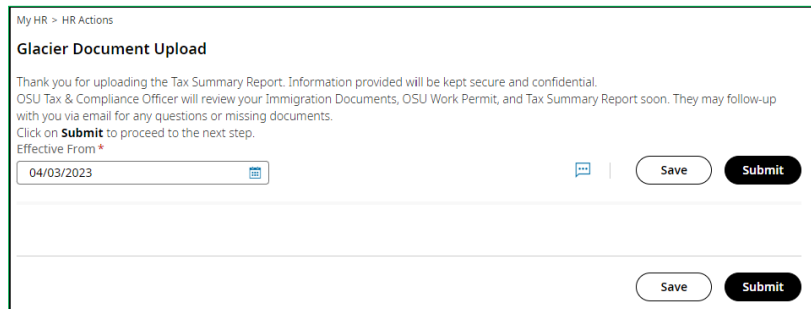 My HR > HR Actions
Glacier Document Upload
Thank you for uploading the Tax Summary Report. Information provided will be kept secure and confidential.
OSU Tax & Compliance Officer will review your Immigration Documents, OSU Work Permit, and Tax Summary Report soon. They may follow-up
with you via email for any questions or missing documents.
Click on Submit to proceed to the next step.
Effective From *
04/03/2023
Save
Submit
Save
Submit